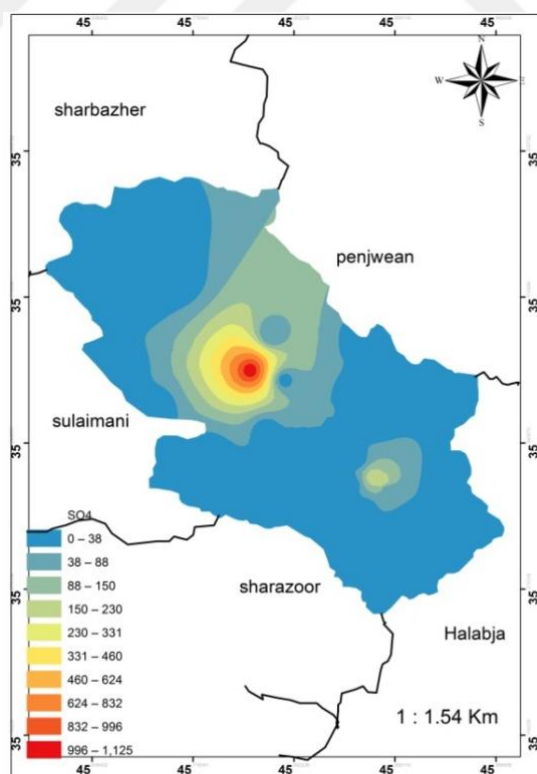 45 45 45 45 45
N
W E
S
sharbazher
35 35
penjwean
35 35
sulaimani
35 35
SO4
0 – 38
38 – 88
88 – 150
150 – 230
230 – 331
331 – 460
460 – 624
624 – 832
832 – 996
996 – 1,125
sharazoor
35 35
Halabja
1 : 1.54 Km
35 35
45 45 45 45 45